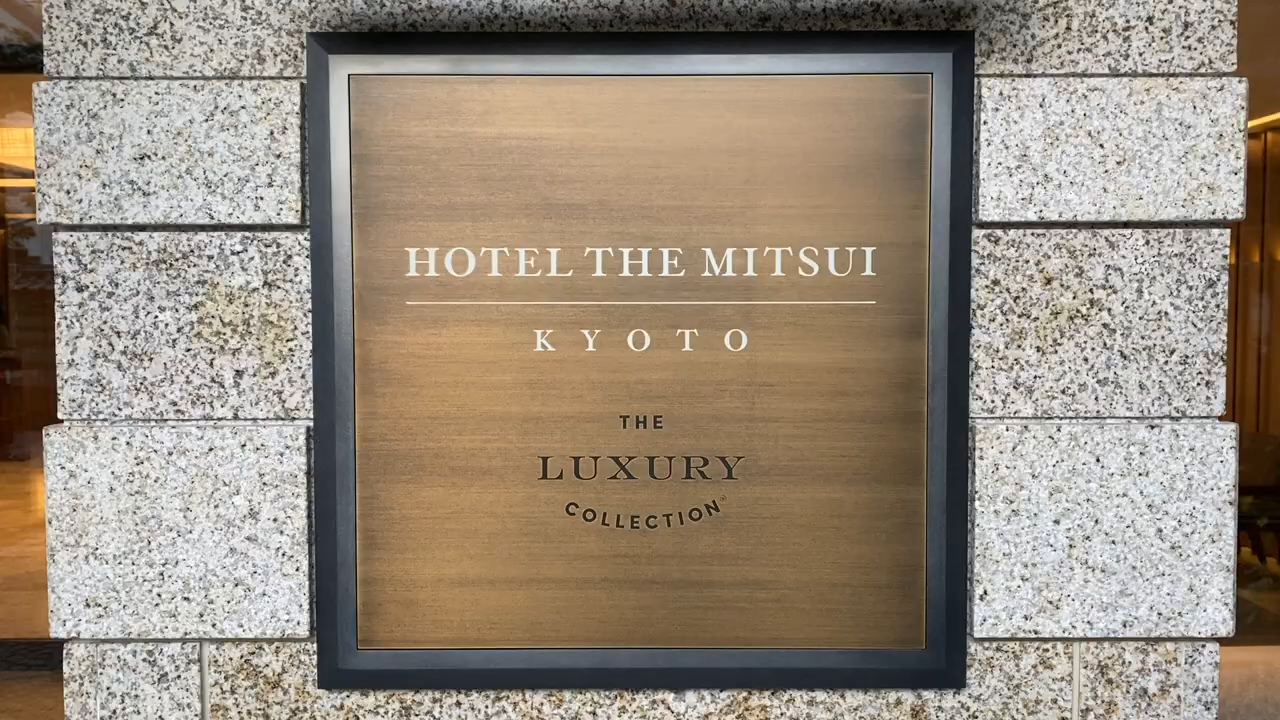 HOTEL THE MITSUI
KYOTO
THE
LUXURY
COLLECTION®